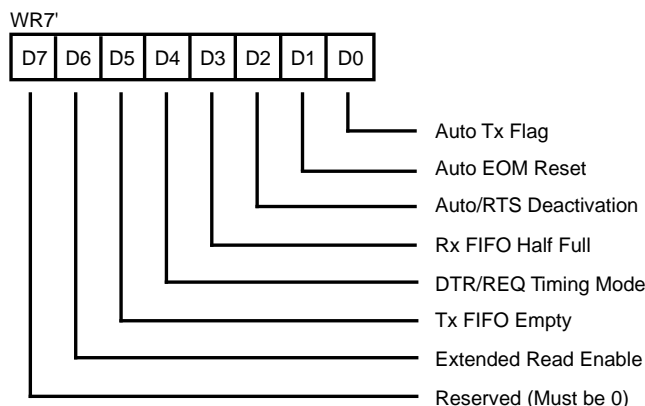 WR7'
D7 D6 D5 D4 D3 D2 D1 D0
Auto Tx Flag
Auto EOM Reset
Auto/RTS Deactivation
Rx FIFO Half Full
DTR/REQ Timing Mode
Tx FIFO Empty
Extended Read Enable
Reserved (Must be 0)